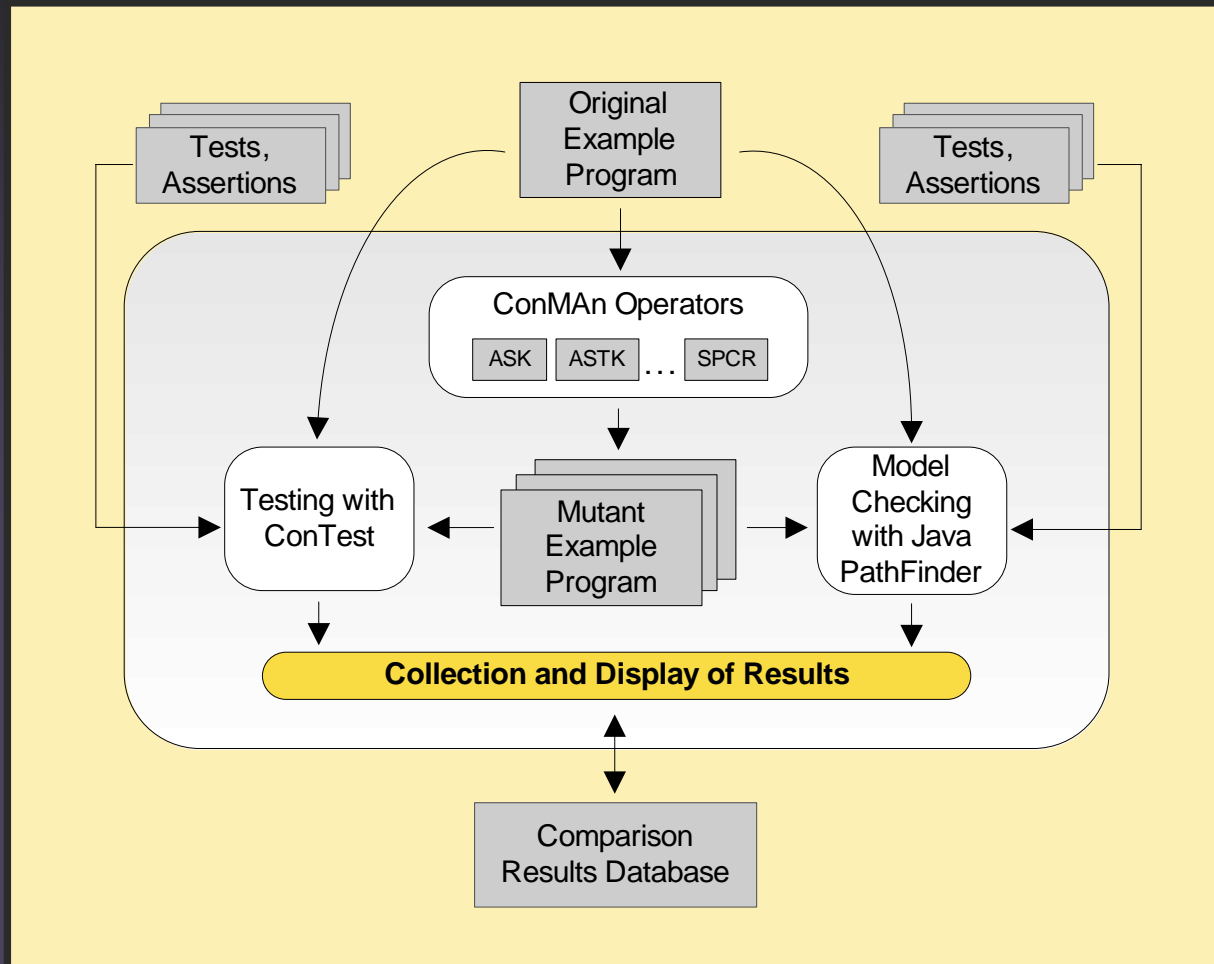 Original
Example
Program
Tests,
Assertions
Tests,
Assertions
ConMAn Operators
ASK ASTK ... SPCR
Testing with
ConTest
Mutant
Example
Program
Model
Checking
with Java
PathFinder
Collection and Display of Results
Comparison
Results Database